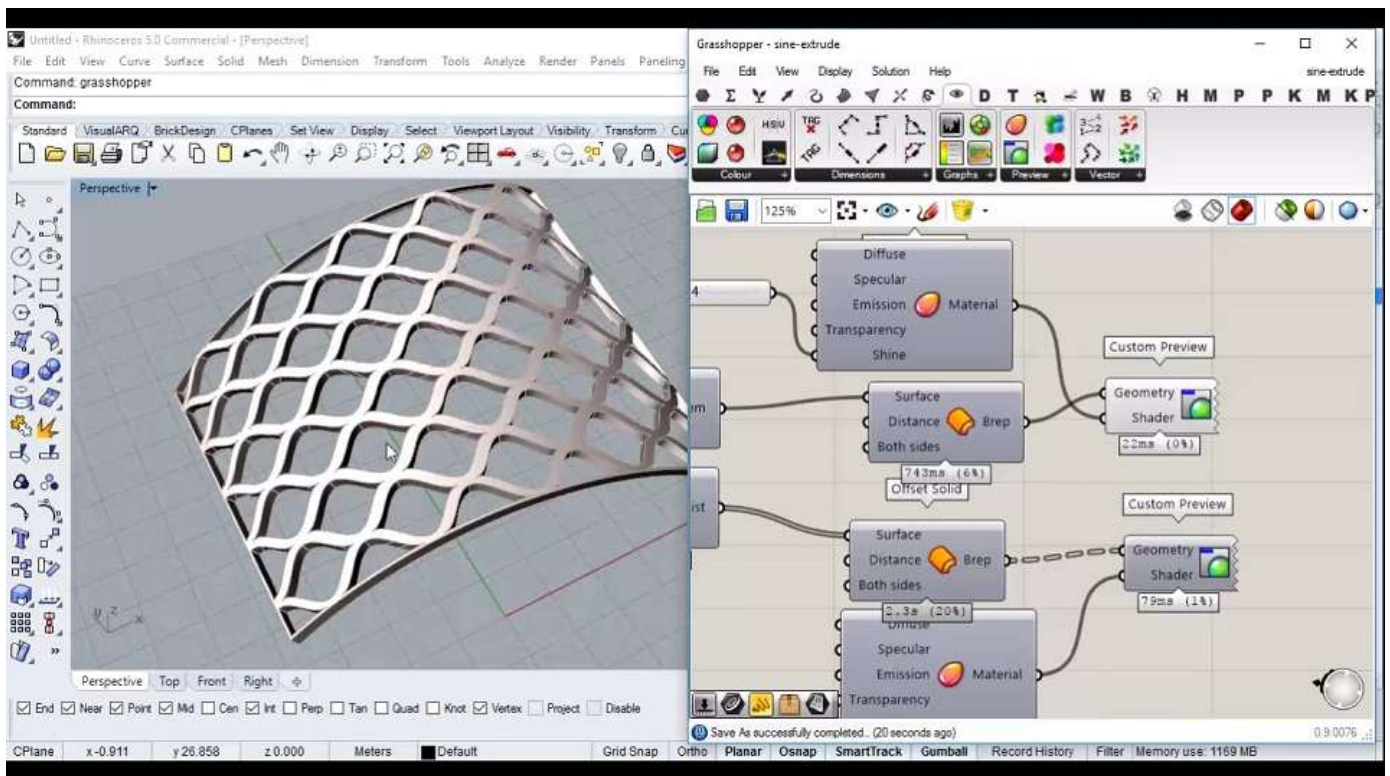 Untitled - Rhinoceros 5.0 Commercial - [Perspective]
File Edit View Curve Surface Solid Mesh Dimension Transform Tools Analyze Render Panels Paneling
Command: grasshopper
Command:
Standard VisualARQ BrickDesign CPlanes Set View Display Select Viewport Layout Visibility Transform Cu
Perspective
y z x
Perspective Top Front Right
End Near Point Mid Cen Int Perp Tan Quad Knot Vertex Project Disable
CPlane x -0.911 y 26.858 z 0.000 Meters Default Grid Snap Ortho Planar Osnap SmartTrack Gumball Record History Filter Memory use: 1169 MB
Grasshopper - sine-extrude
File Edit View Display Solution Help sine-extrude
D T W B H M P P K M K P
Colour Dimensions Graphs Preview Vector
125%
Diffuse
Specular
Emission Material
Transparency
Shine
4
Custom Preview
Geometry
Shader
22ms (0%)
em
Surface
Distance Brep
Both sides
743ms (6%)
Offset Solid
ist
Custom Preview
Surface
Distance Brep
Both sides
2.3s (20%)
Geometry
Shader
79ms (1%)
Diffuse
Specular
Emission Material
Transparency
Save As successfully completed.. (20 seconds ago) 0.9.0076